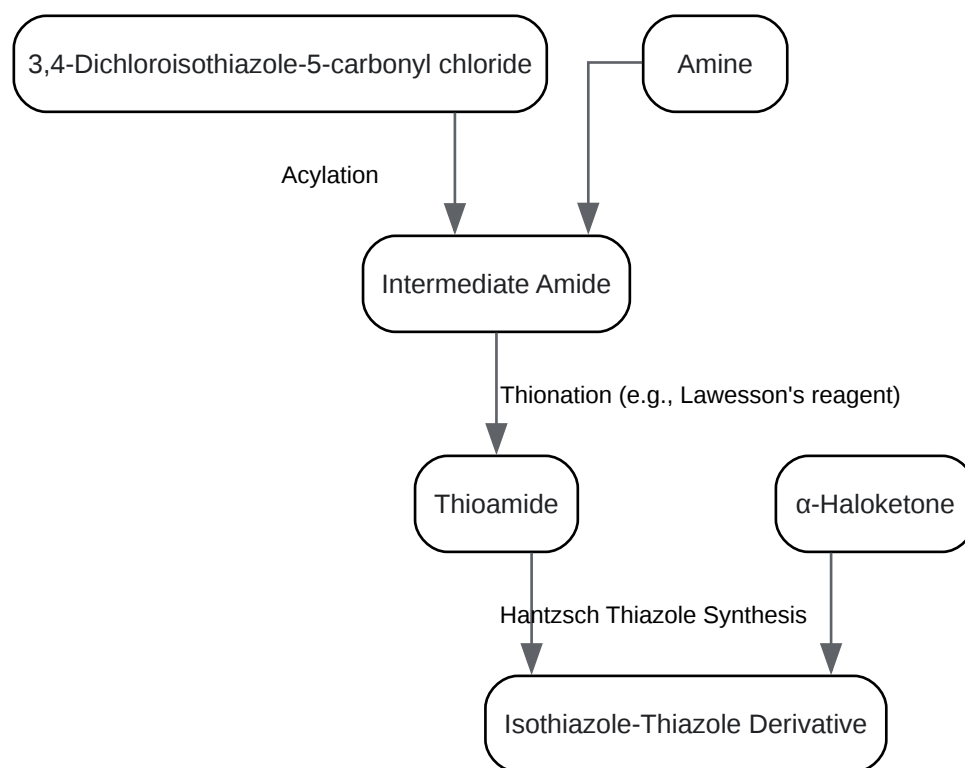 3,4-Dichloroisothiazole-5-carbonyl chloride
Amine
Acylation
Intermediate Amide
Thionation (e.g., Lawesson's reagent)
Thioamide
α-Haloketone
Hantzsch Thiazole Synthesis
Isothiazole-Thiazole Derivative